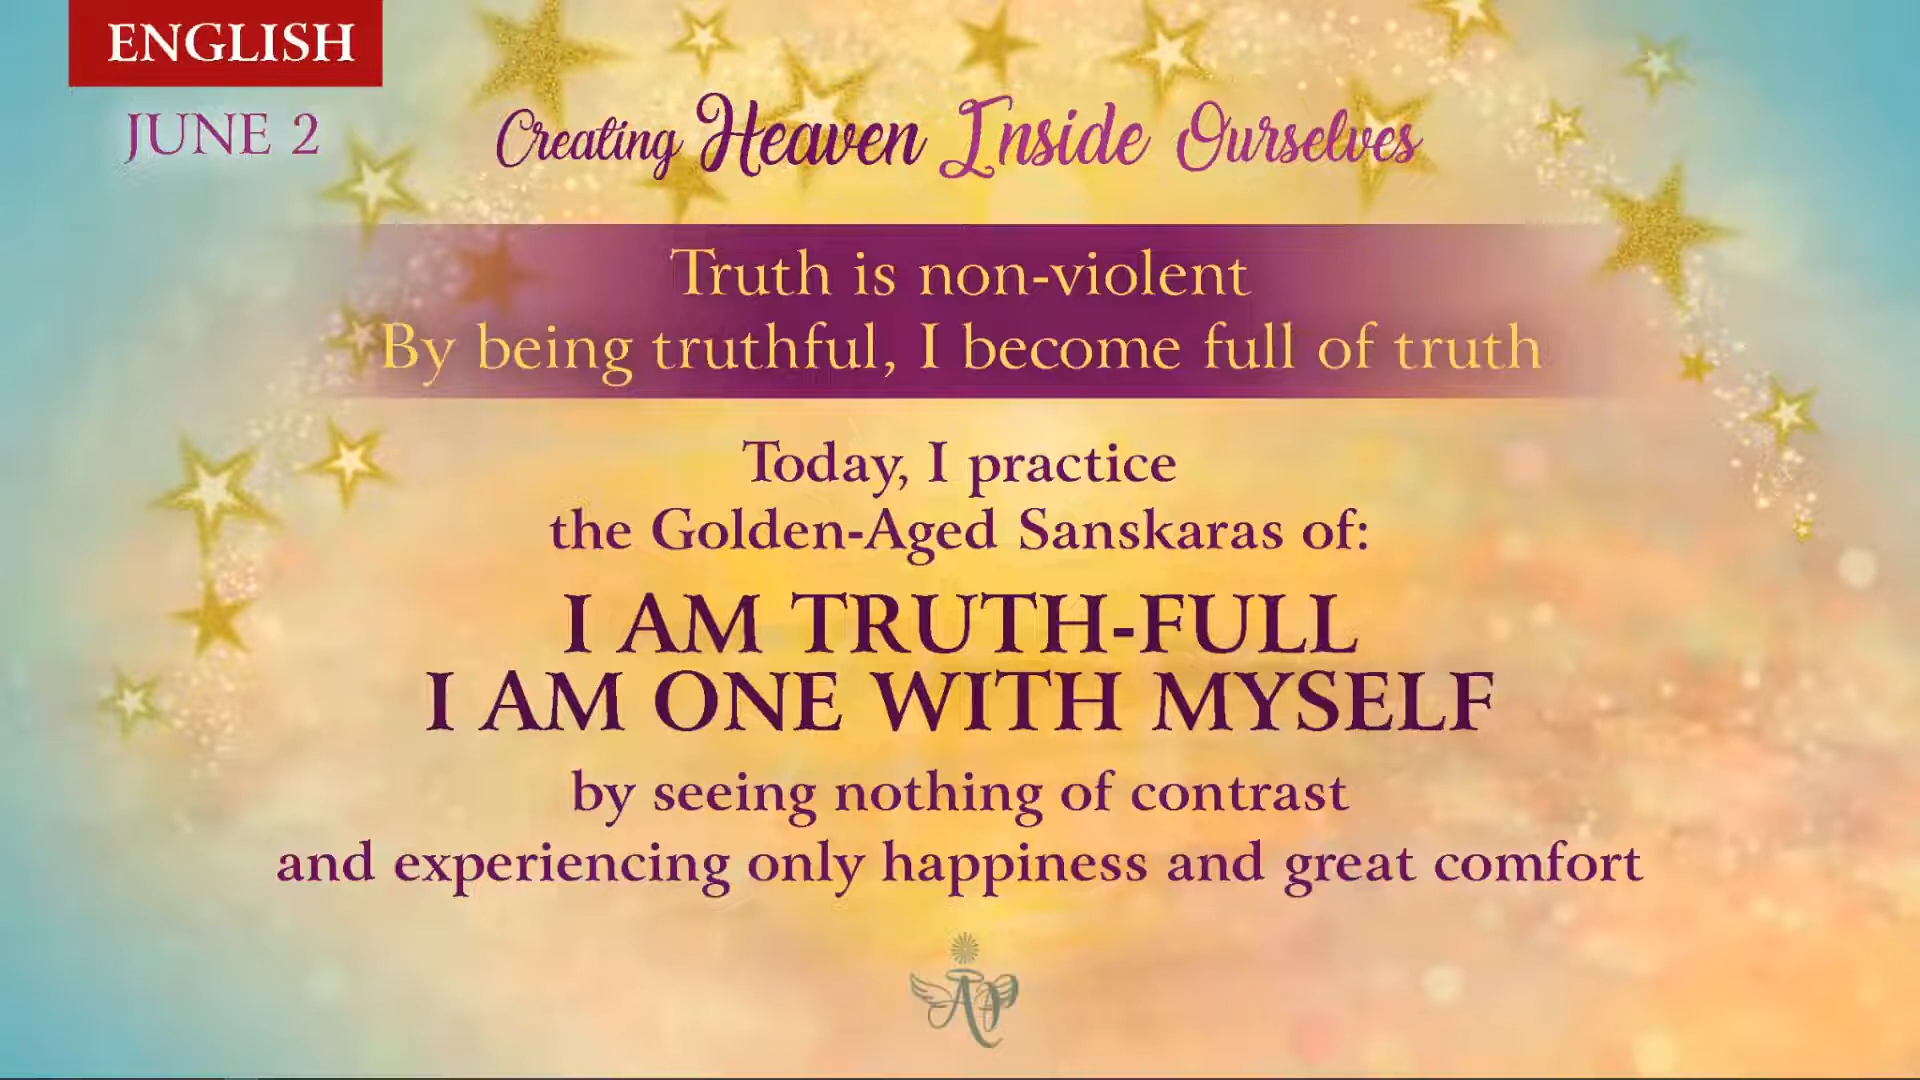 ENGLISH
JUNE 2
Creating Heaven Inside Ourselves
Truth is non-violent
By being truthful, I become full of truth
Today, I practice
the Golden-Aged Sanskaras of:
I AM TRUTH-FULL
I AM ONE WITH MYSELF
by seeing nothing of contrast
and experiencing only happiness and great comfort
AP